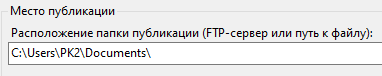 Место публикации
Расположение папки публикации (FTP-сервер или путь к файлу):
C:\Users\PK2\Documents\